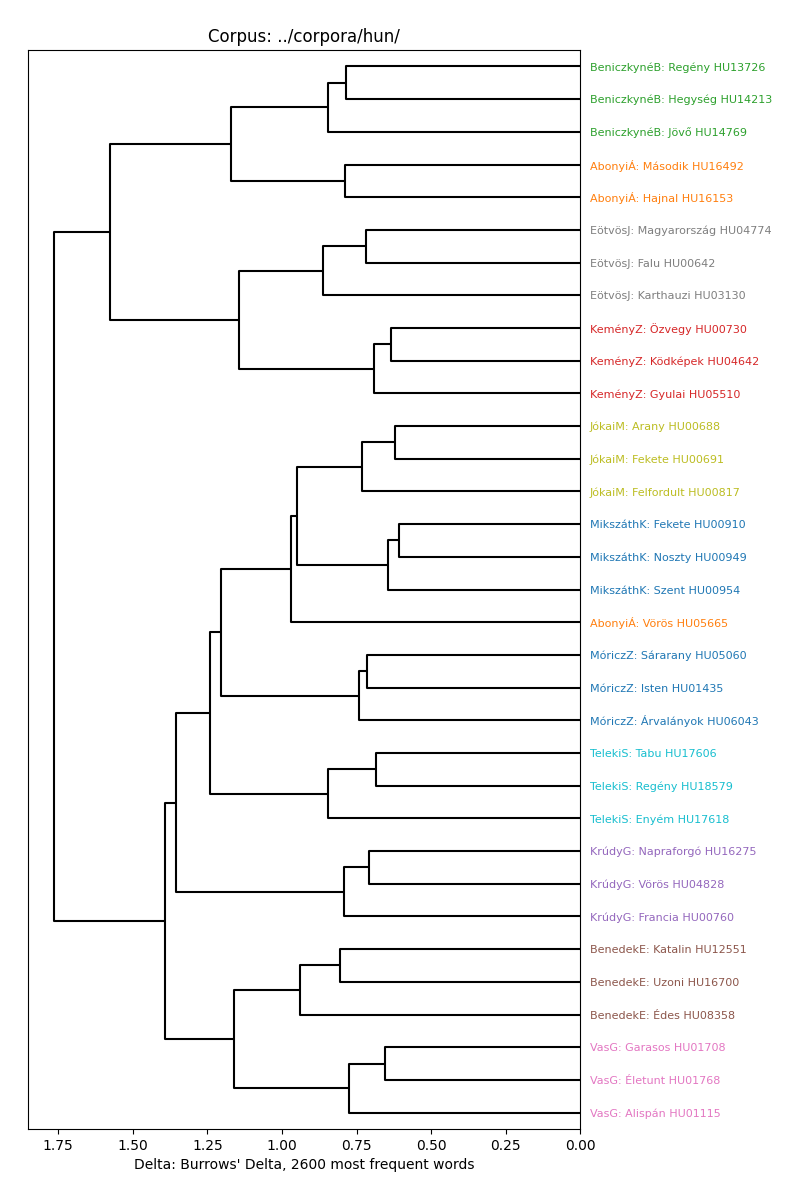 Corpus: ../corpora/hun/
BeniczkynéB: Regény HU13726
BeniczkynéB: Hegység HU14213
BeniczkynéB: Jövő HU14769
AbonyiÁ: Második HU16492
AbonyiÁ: Hajnal HU16153
EötvösJ: Magyarország HU04774
EötvösJ: Falu HU00642
EötvösJ: Karthauzi HU03130
KeményZ: Özvegy HU00730
KeményZ: Ködképek HU04642
KeményZ: Gyulai HU05510
JókaiM: Arany HU00688
JókaiM: Fekete HU00691
JókaiM: Felfordult HU00817
MikszáthK: Fekete HU00910
MikszáthK: Noszty HU00949
MikszáthK: Szent HU00954
AbonyiÁ: Vörös HU05665
MóriczZ: Sárarany HU05060
MóriczZ: Isten HU01435
MóriczZ: Árvalányok HU06043
TelekiS: Tabu HU17606
TelekiS: Regény HU18579
TelekiS: Enyém HU17618
KrúdyG: Napraforgó HU16275
KrúdyG: Vörös HU04828
KrúdyG: Francia HU00760
BenedekE: Katalin HU12551
BenedekE: Uzoni HU16700
BenedekE: Édes HU08358
VasG: Garasos HU01708
VasG: Életunt HU01768
VasG: Alispán HU01115
1.75 1.50 1.25 1.00 0.75 0.50 0.25 0.00
Delta: Burrows' Delta, 2600 most frequent words